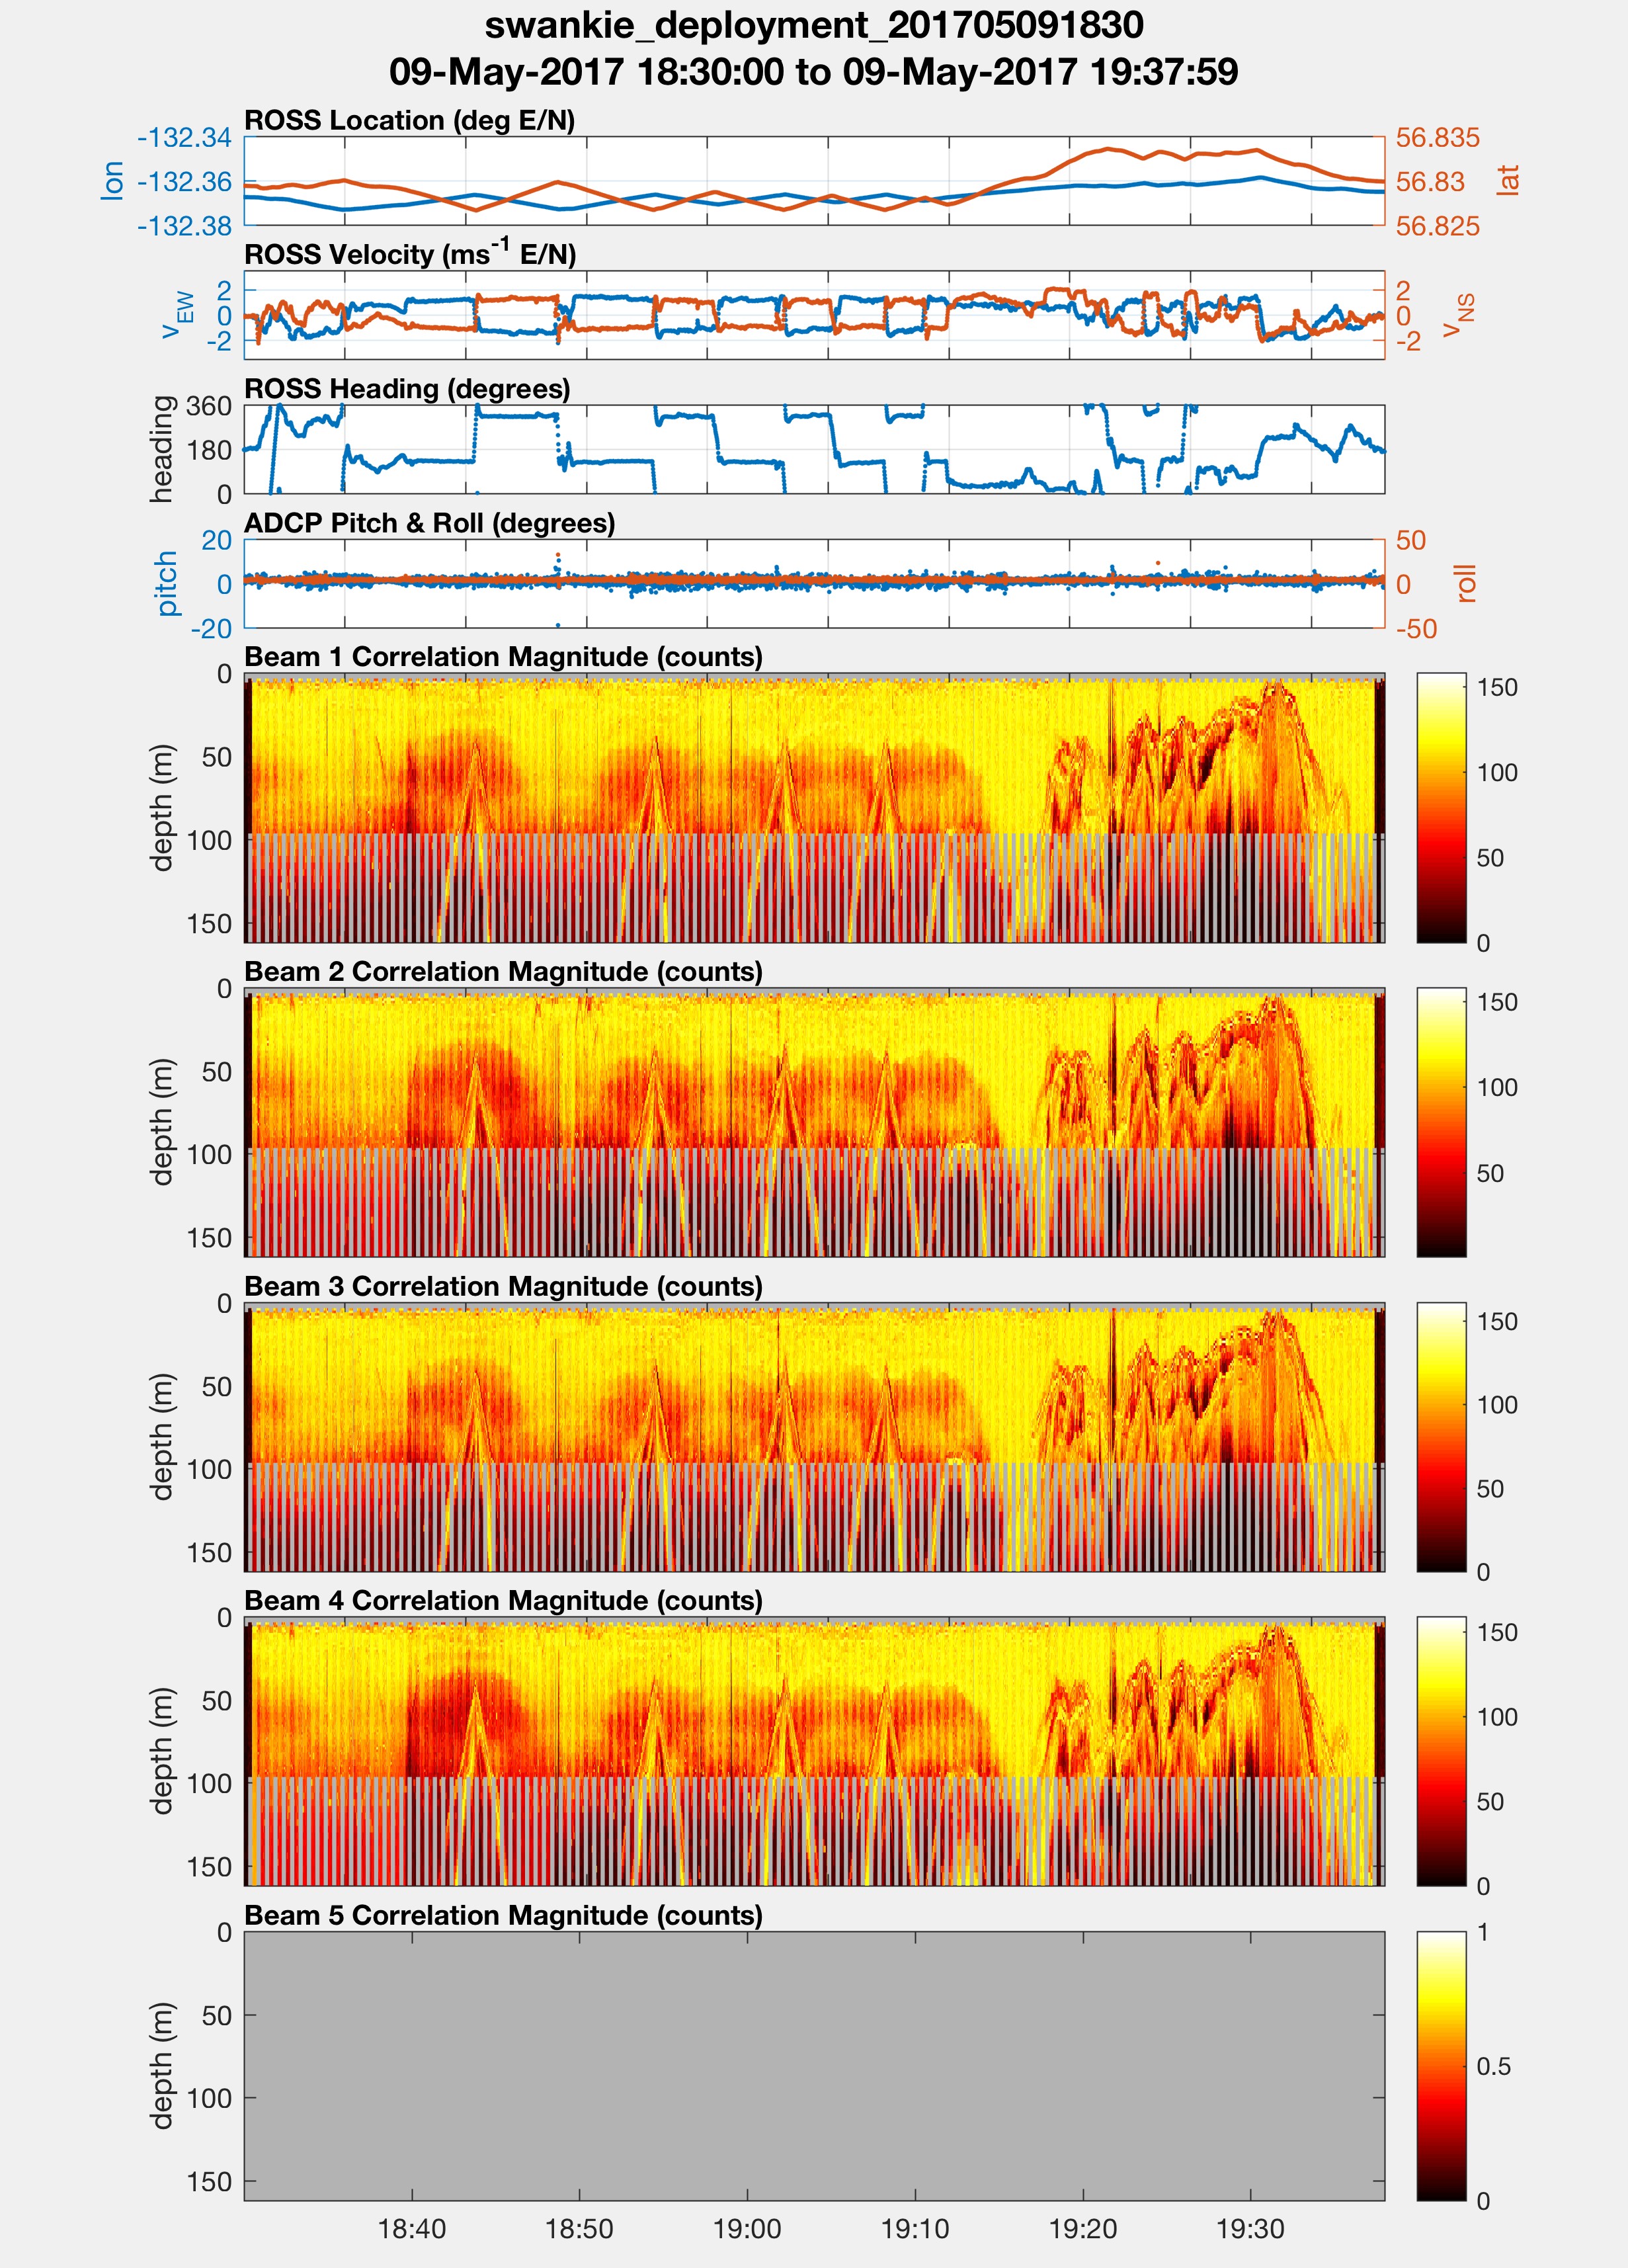 swankie_deployment_201705091830
09-May-2017 18:30:00 to 09-May-2017 19:37:59
ROSS Location (deg E/N)
-132.34
-132.36
-132.38
lon
56.835
56.83
56.825
lat
ROSS Velocity (ms-1 E/N)
2
0
-2
vEW
2
0
-2
vNS
ROSS Heading (degrees)
360
180
0
heading
ADCP Pitch & Roll (degrees)
20
0
-20
pitch
50
0
-50
roll
Beam 1 Correlation Magnitude (counts)
0
50
100
150
depth (m)
150
100
50
0
Beam 2 Correlation Magnitude (counts)
0
50
100
150
depth (m)
150
100
50
Beam 3 Correlation Magnitude (counts)
0
50
100
150
depth (m)
150
100
50
0
Beam 4 Correlation Magnitude (counts)
0
50
100
150
depth (m)
150
100
50
0
Beam 5 Correlation Magnitude (counts)
0
50
100
150
depth (m)
1
0.5
0
18:40 18:50 19:00 19:10 19:20 19:30